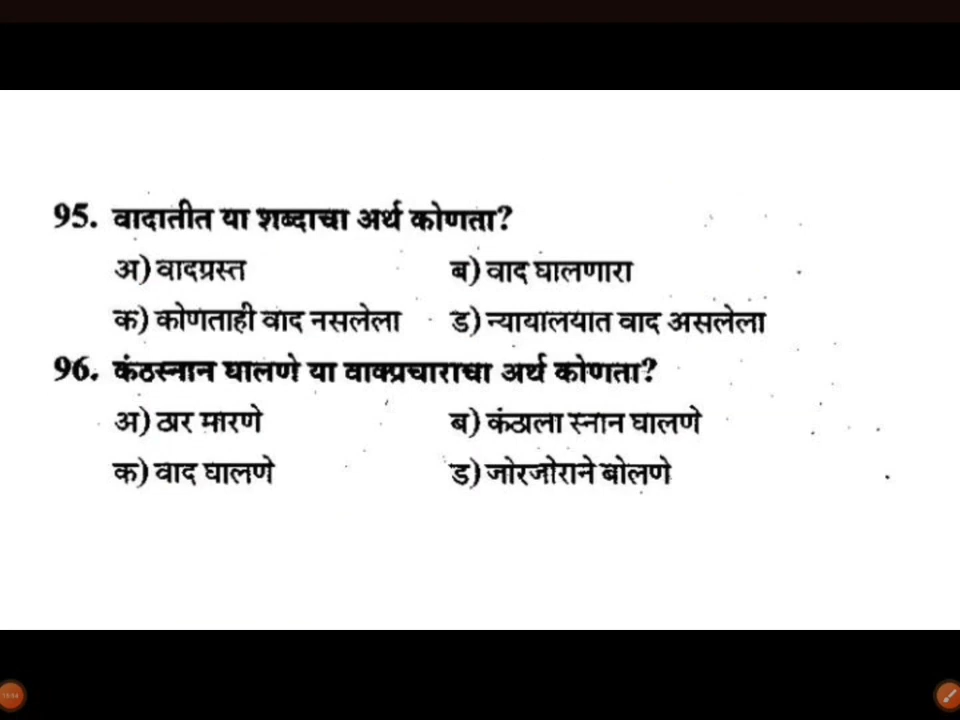 95. वादातीत या शब्दाचा अर्थ कोणता?
अ) वादग्रस्त ब) वाद घालणारा
क) कोणताही वाद नसलेला ड) न्यायालयात वाद असलेला
96. कंठस्नान घालणे या वाक्प्रचाराचा अर्थ कोणता?
अ) ठार मारणे ब) कंठाला स्नान घालणे
क) वाद घालणे ड) जोरजोराने बोलणे